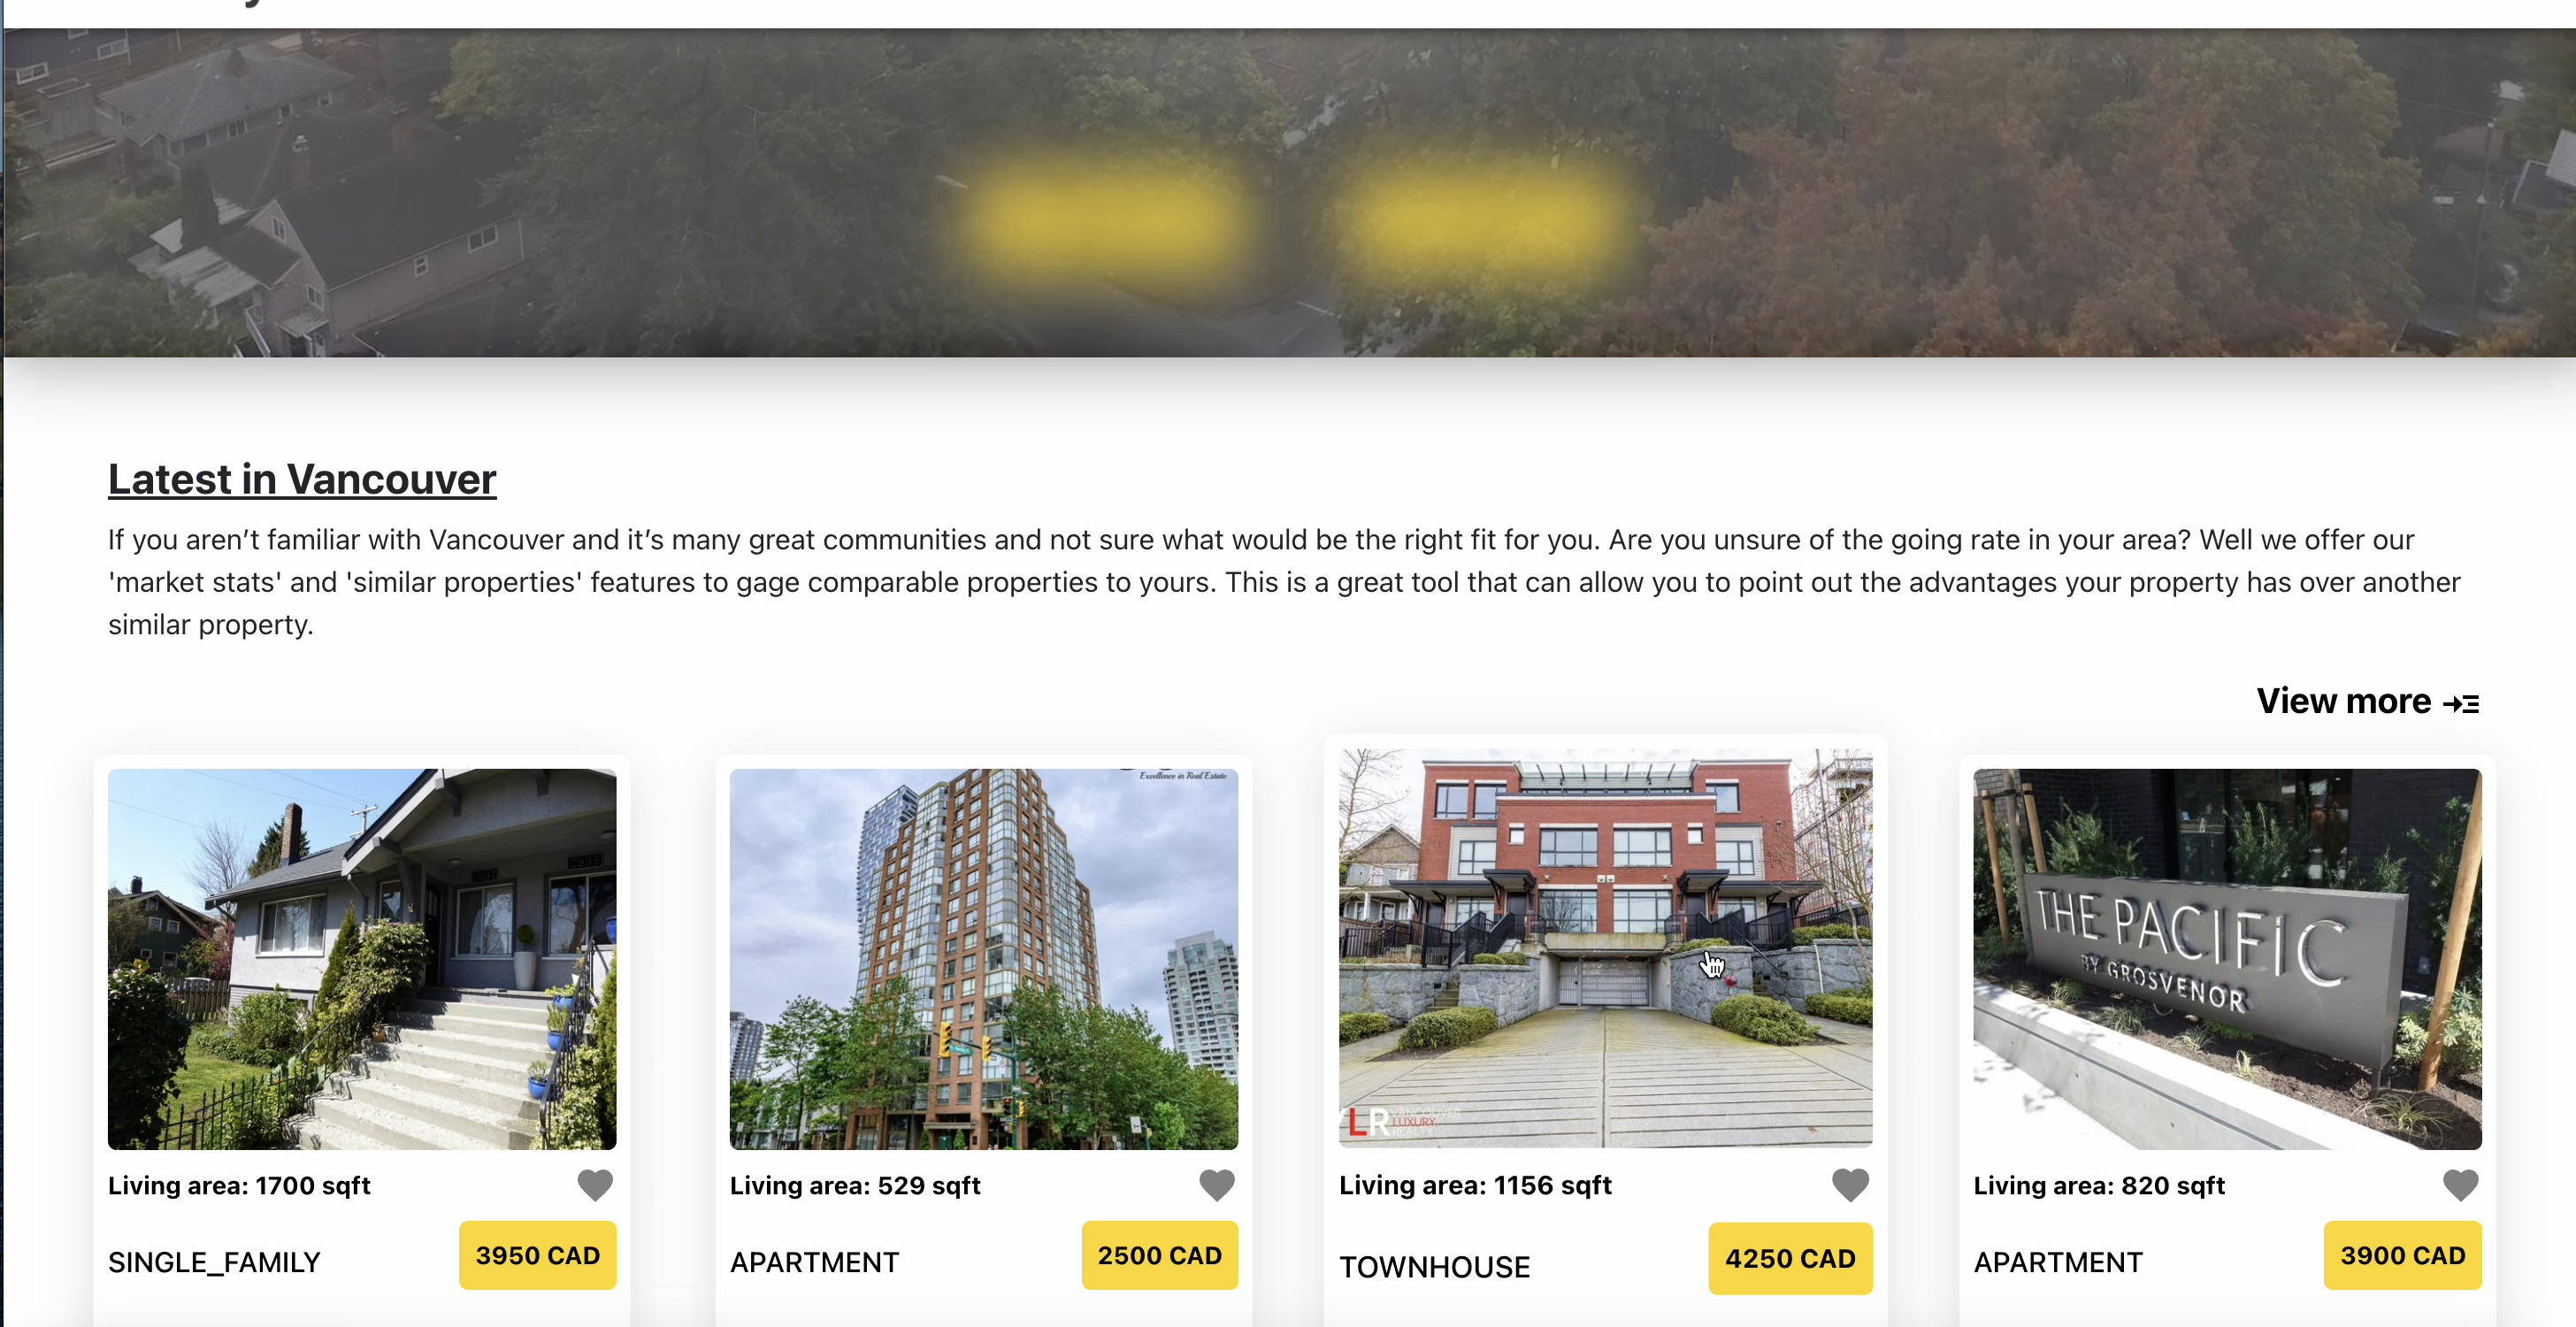 Latest in Vancouver
If you aren’t familiar with Vancouver and it’s many great communities and not sure what would be the right fit for you. Are you unsure of the going rate in your area? Well we offer our
'market stats' and 'similar properties' features to gage comparable properties to yours. This is a great tool that can allow you to point out the advantages your property has over another
similar property.
View more
Excellence in Real Estate
VLR VANCOUVER LUXURY REALTY
THE PACIFIC
BY GROSVENOR
Living area: 1700 sqft
Living area: 529 sqft
Living area: 1156 sqft
Living area: 820 sqft
SINGLE_FAMILY 3950 CAD
APARTMENT 2500 CAD
TOWNHOUSE 4250 CAD
APARTMENT 3900 CAD